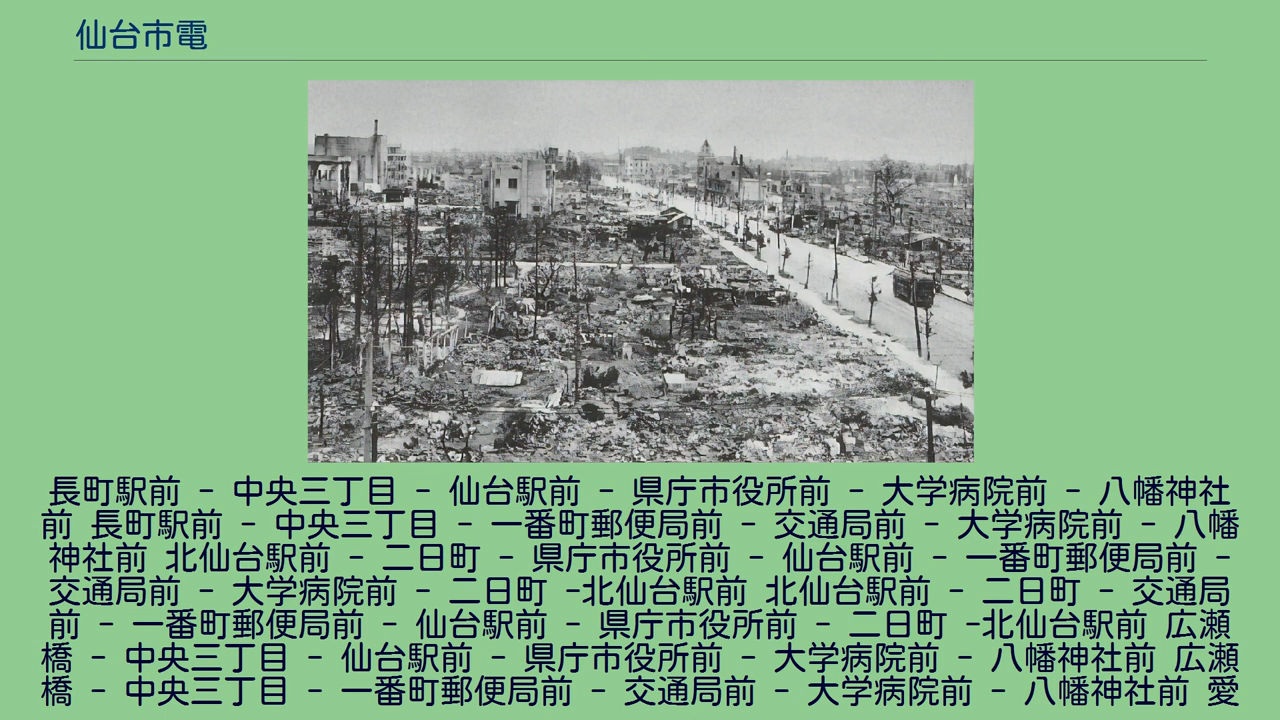 仙台市電
長町駅前 - 中央三丁目 - 仙台駅前 - 県庁市役所前 - 大学病院前 - 八幡神社
前 長町駅前 - 中央三丁目 - 一番町郵便局前 - 交通局前 - 大学病院前 - 八幡
神社前 北仙台駅前 - 二日町 - 県庁市役所前 - 仙台駅前 - 一番町郵便局前 -
交通局前 - 大学病院前 - 二日町 -北仙台駅前 北仙台駅前 - 二日町 - 交通局
前 - 一番町郵便局前 - 仙台駅前 - 県庁市役所前 - 二日町 -北仙台駅前 広瀬
橋 - 中央三丁目 - 仙台駅前 - 県庁市役所前 - 大学病院前 - 八幡神社前 広瀬
橋 - 中央三丁目 - 一番町郵便局前 - 交通局前 - 大学病院前 - 八幡神社前 愛